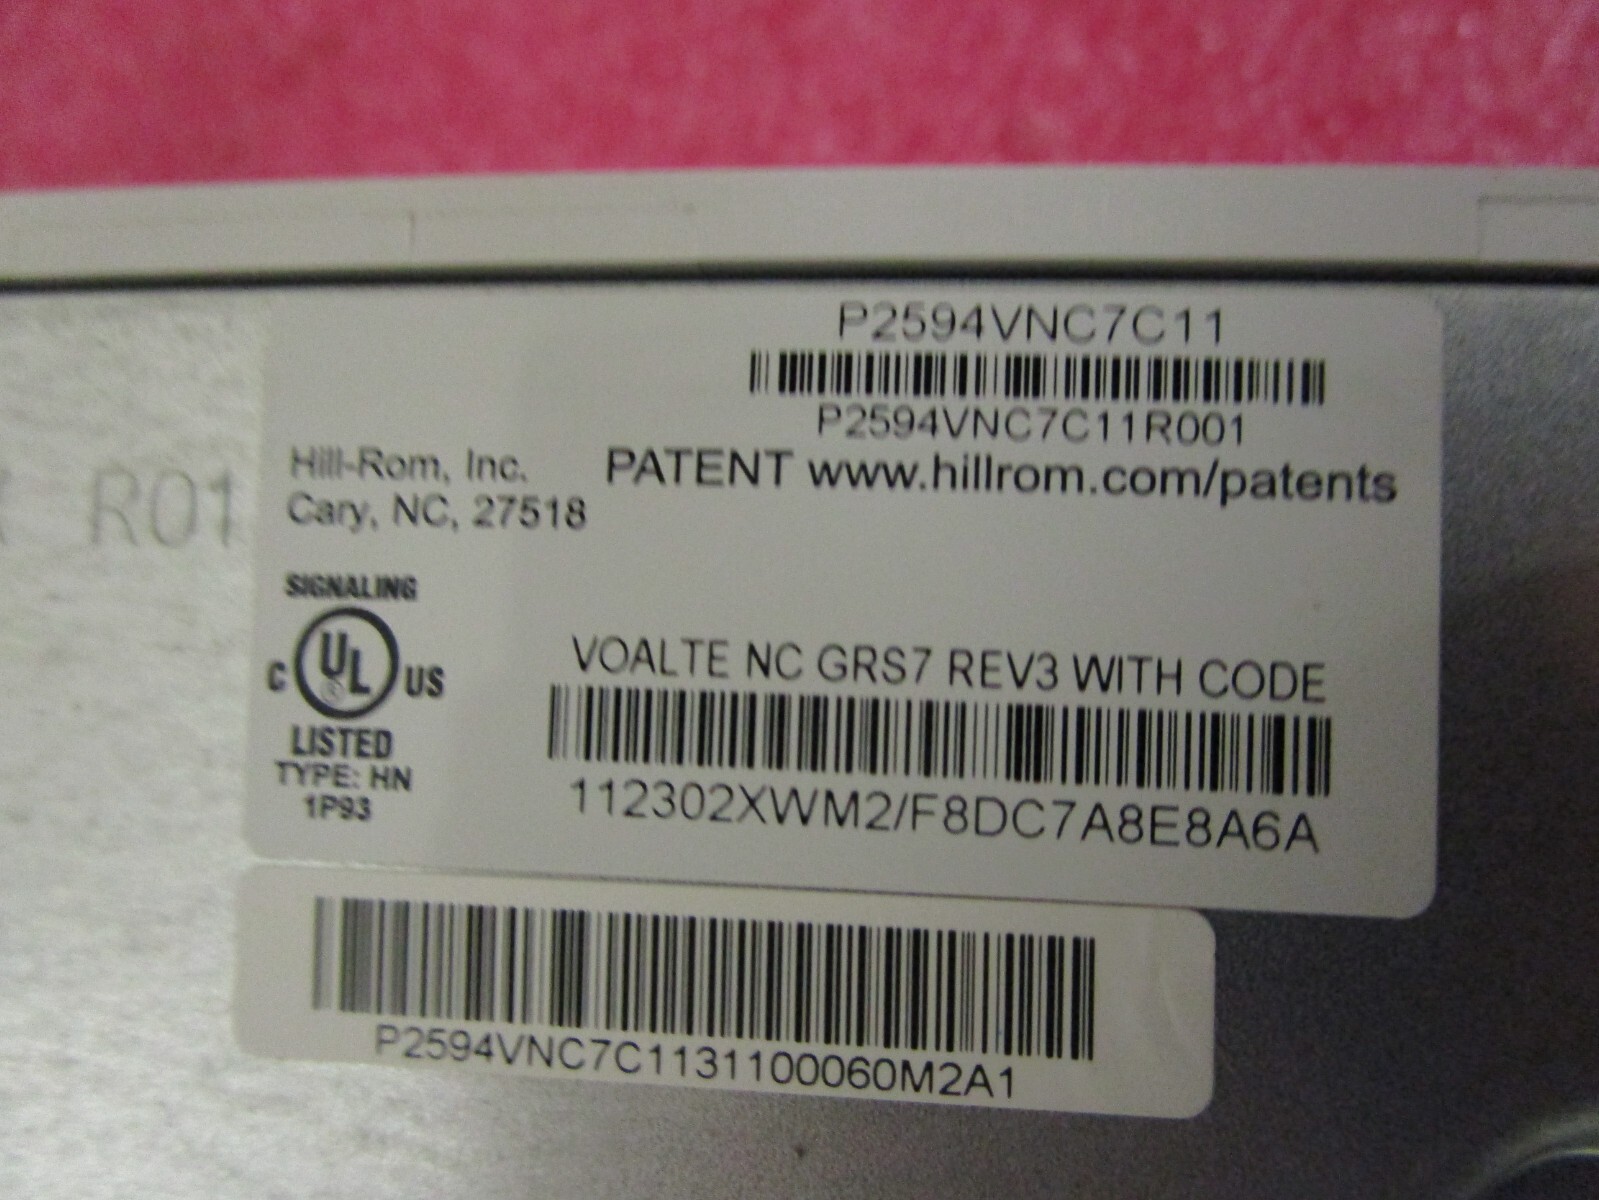 P2594VNC7C11
P2594VNC7C11R001
Hill-Rom, Inc.
Cary, NC, 27518
PATENT www.hillrom.com/patents
R01
SIGNALING
C UL ® US
LISTED
TYPE: HN
1P93
VOALTE NC GRS7 REV3 WITH CODE
112302XWM2/F8DC7A8E8A6A
P2594VNC7C1131100060M2A1